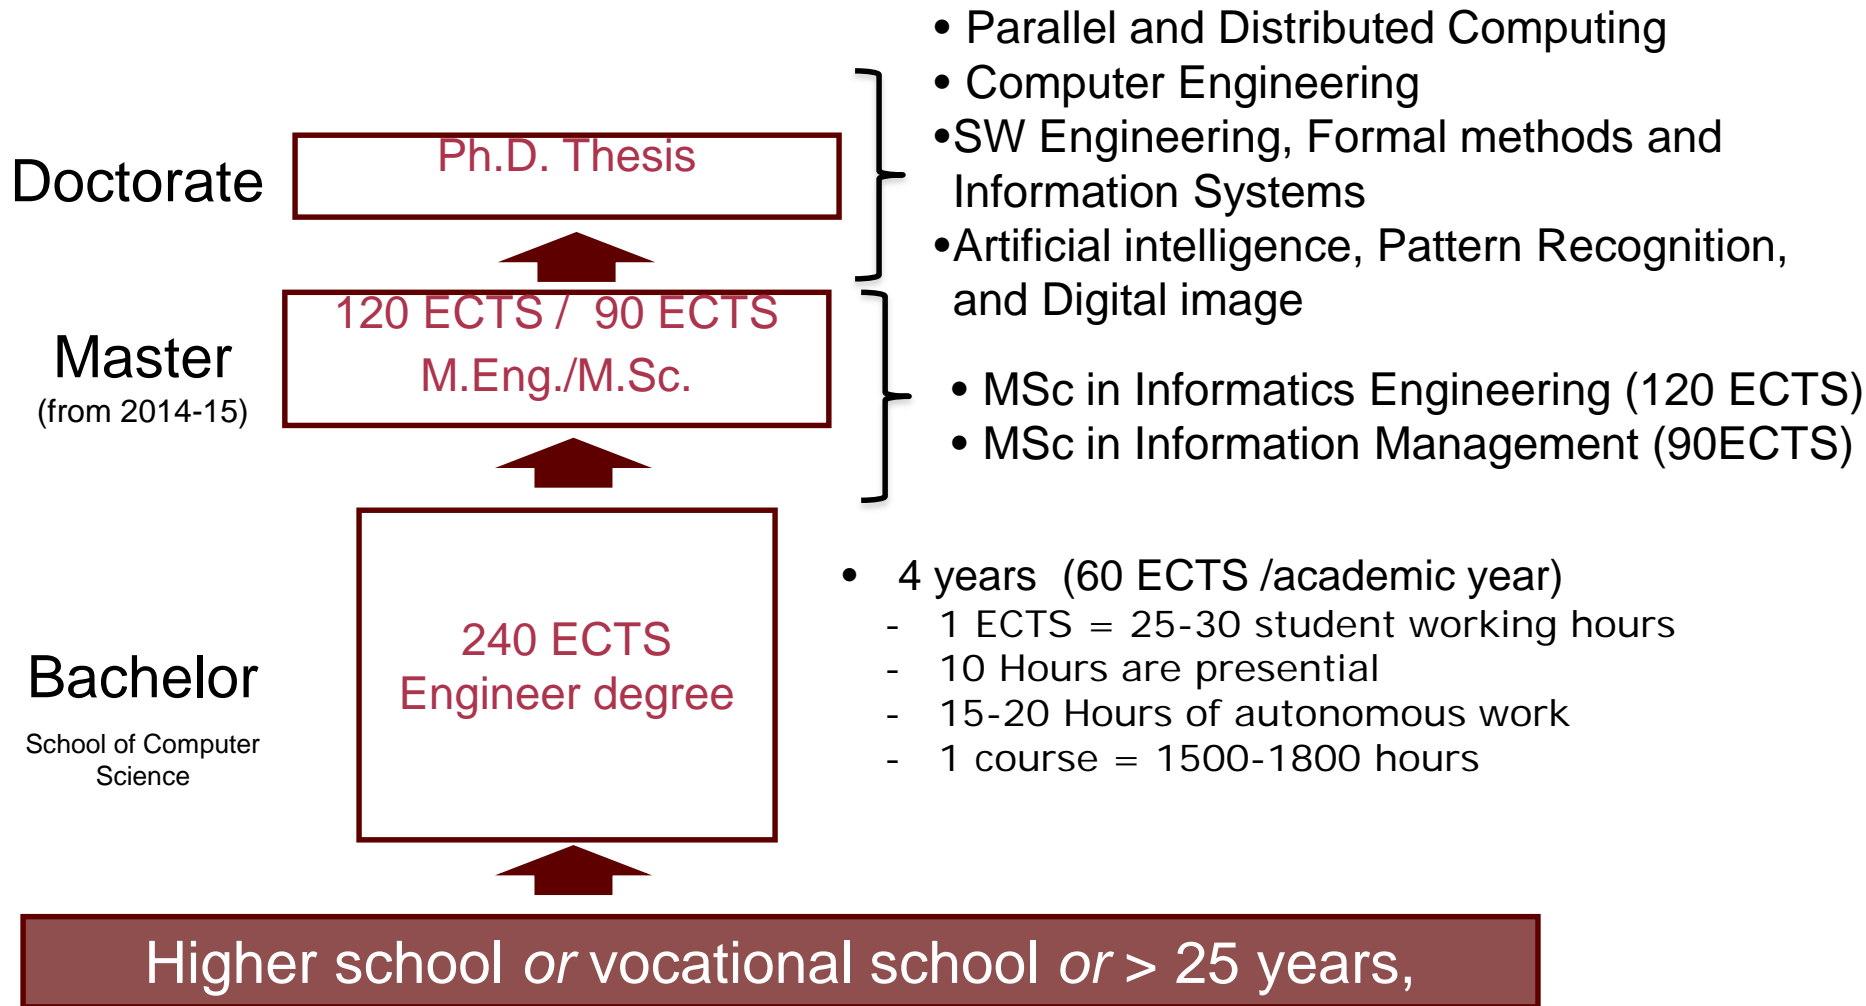 • Parallel and Distributed Computing
• Computer Engineering
•SW Engineering, Formal methods and
Information Systems
•Artificial intelligence, Pattern Recognition,
and Digital image
Doctorate
Ph.D. Thesis
Master
(from 2014-15)
120 ECTS / 90 ECTS
M.Eng./M.Sc.
• MSc in Informatics Engineering (120 ECTS)
• MSc in Information Management (90ECTS)
Bachelor
School of Computer
Science
240 ECTS
Engineer degree
• 4 years (60 ECTS /academic year)
- 1 ECTS = 25-30 student working hours
- 10 Hours are presential
- 15-20 Hours of autonomous work
- 1 course = 1500-1800 hours
Higher school or vocational school or > 25 years,